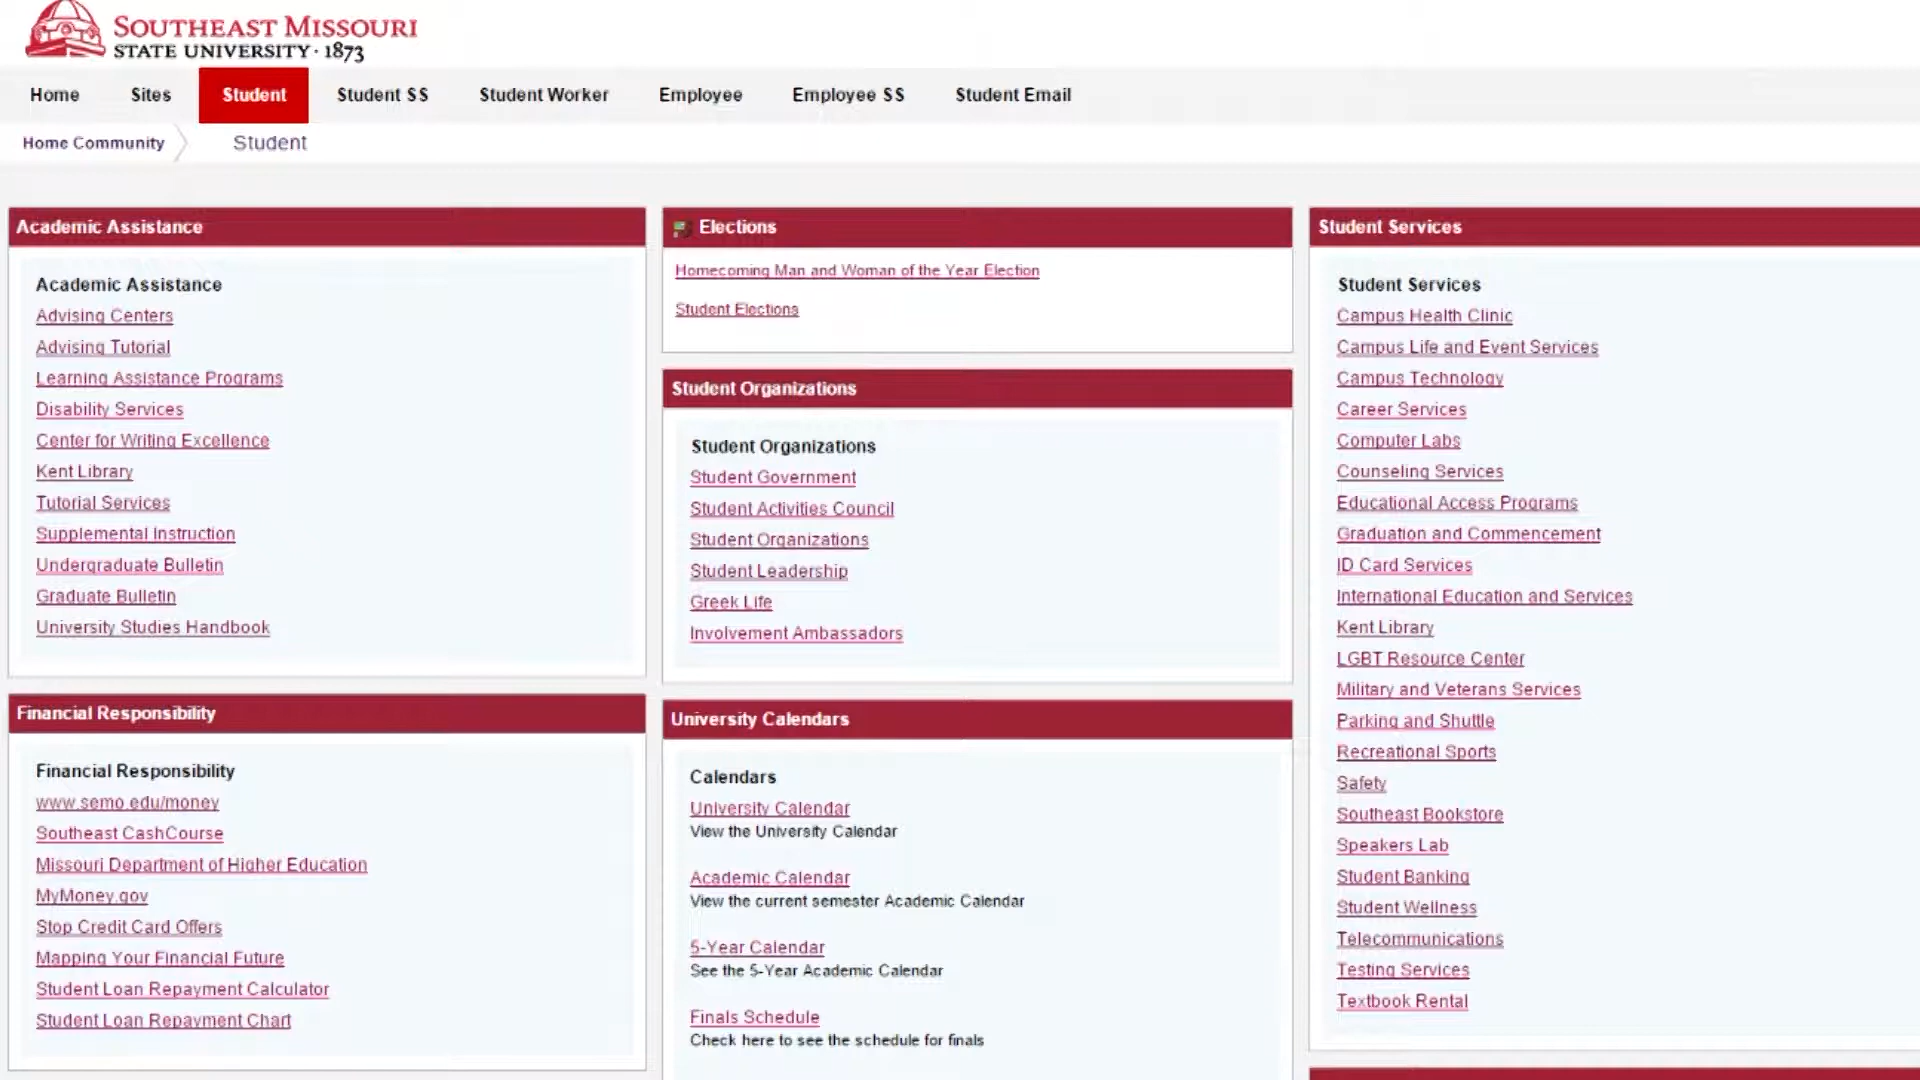 SOUTHEAST MISSOURI
STATE UNIVERSITY · 1873
Home
Sites
Student
Student SS
Student Worker
Employee
Employee SS
Student Email
Home Community
Student
Academic Assistance
Academic Assistance
Advising Centers
Advising Tutorial
Learning Assistance Programs
Disability Services
Center for Writing Excellence
Kent Library
Tutorial Services
Supplemental Instruction
Undergraduate Bulletin
Graduate Bulletin
University Studies Handbook
Financial Responsibility
Financial Responsibility
www.semo.edu/money
Southeast CashCourse
Missouri Department of Higher Education
MyMoney.gov
Stop Credit Card Offers
Mapping Your Financial Future
Student Loan Repayment Calculator
Student Loan Repayment Chart
Elections
Homecoming Man and Woman of the Year Election
Student Elections
Student Organizations
Student Organizations
Student Government
Student Activities Council
Student Organizations
Student Leadership
Greek Life
Involvement Ambassadors
University Calendars
Calendars
University Calendar
View the University Calendar
Academic Calendar
View the current semester Academic Calendar
5-Year Calendar
See the 5-Year Academic Calendar
Finals Schedule
Check here to see the schedule for finals
Student Services
Student Services
Campus Health Clinic
Campus Life and Event Services
Campus Technology
Career Services
Computer Labs
Counseling Services
Educational Access Programs
Graduation and Commencement
ID Card Services
International Education and Services
Kent Library
LGBT Resource Center
Military and Veterans Services
Parking and Shuttle
Recreational Sports
Safety
Southeast Bookstore
Speakers Lab
Student Banking
Student Wellness
Telecommunications
Testing Services
Textbook Rental